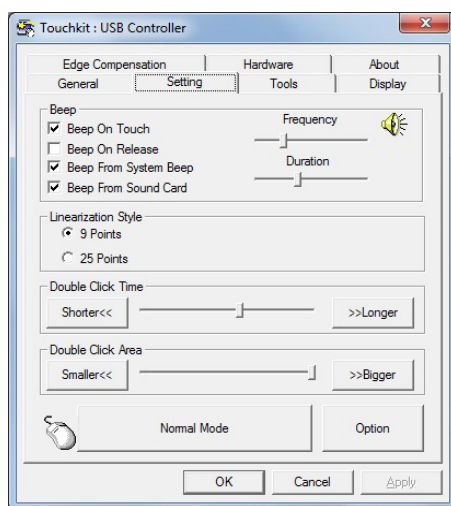 Touchkit : USB Controller
Edge Compensation Hardware About
General Setting Tools Display
Beep
Beep On Touch
Beep On Release
Beep From System Beep
Beep From Sound Card
Frequency
Duration
Linearization Style
9 Points
25 Points
Double Click Time
Shorter<< >>Longer
Double Click Area
Smaller<< >>Bigger
Normal Mode Option
OK Cancel Apply